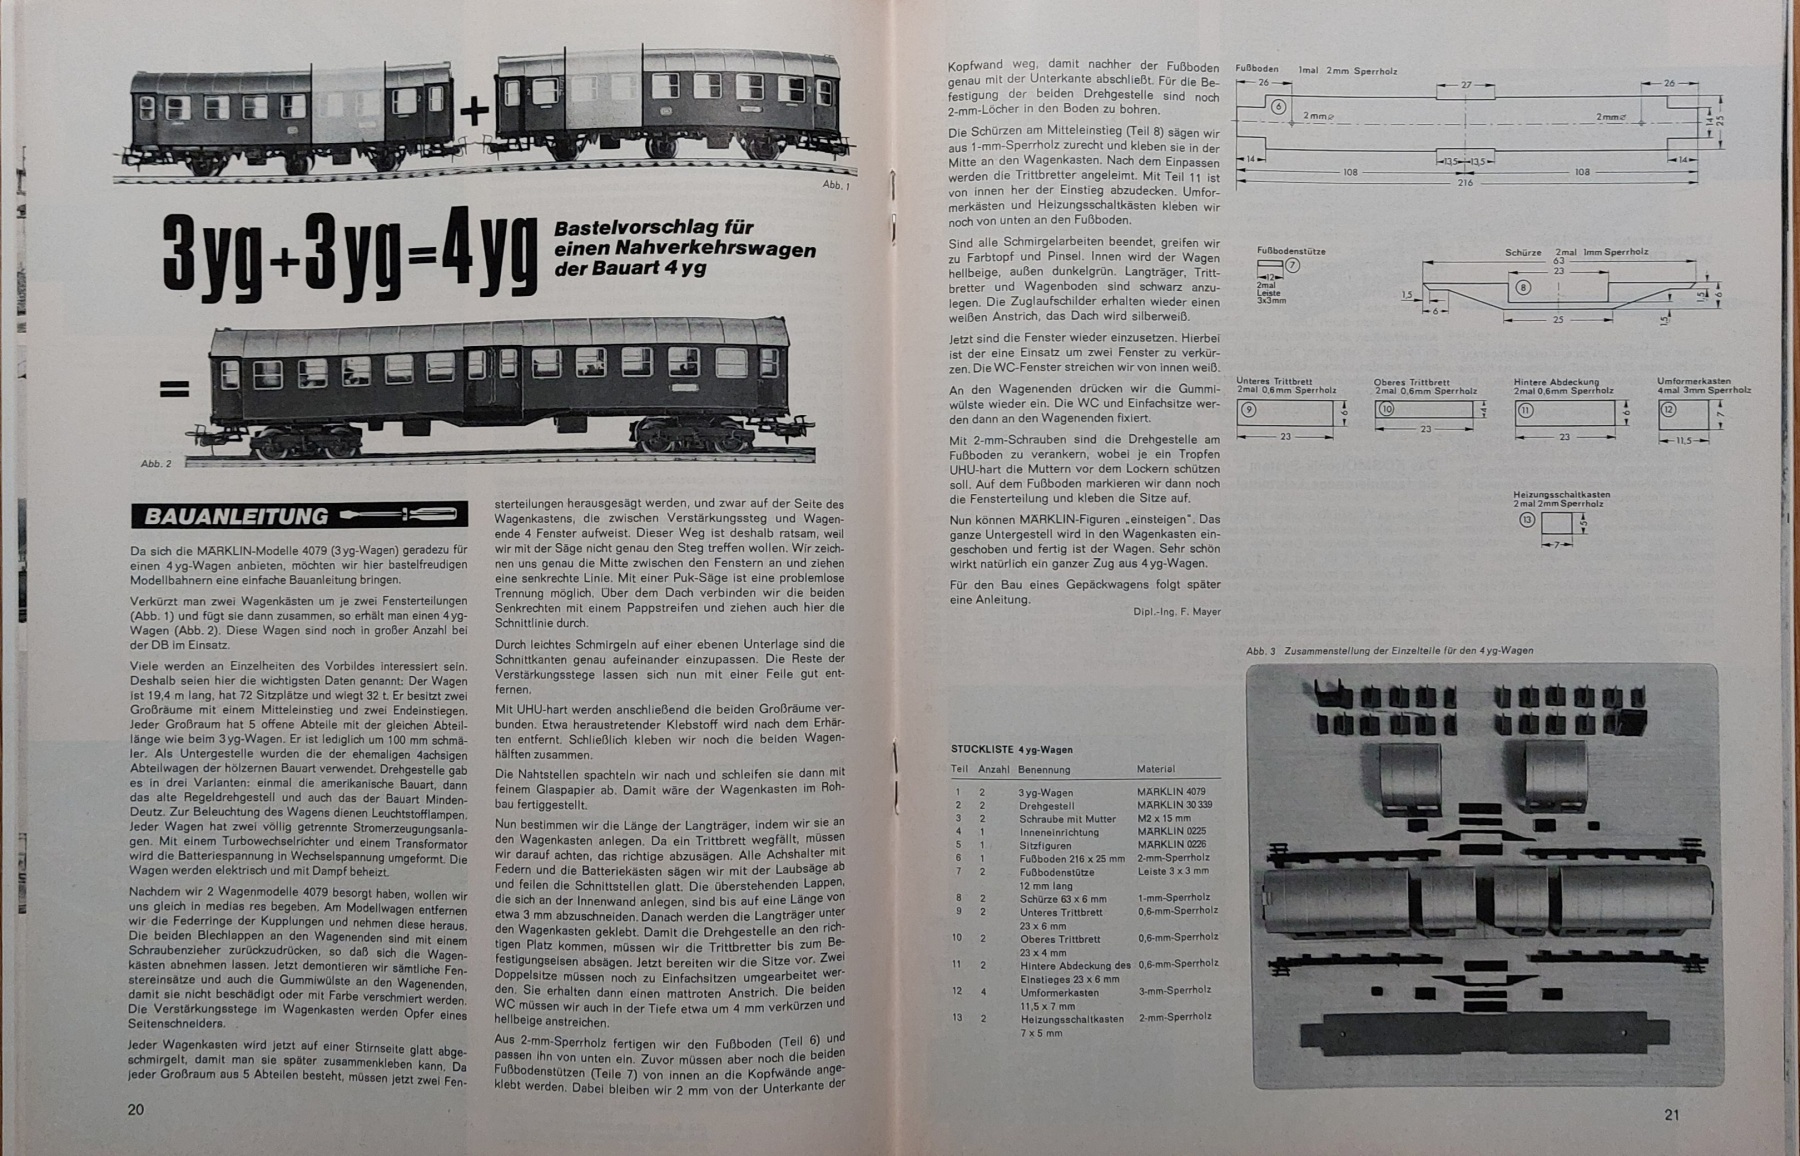 Abb. 1
3yg+3yg=4yg
Bastelvorschlag für
einen Nahverkehrswagen
der Bauart 4yg
=
Abb. 2
BAUANLEITUNG
Da sich die MÄRKLIN-Modelle 4079 (3yg-Wagen) geradezu für
einen 4yg-Wagen anbieten, möchten wir hier bastelfreudigen
Modellbahnern eine einfache Bauanleitung bringen.
Verkürzt man zwei Wagenkästen um je zwei Fensterteilungen
(Abb. 1) und fügt sie dann zusammen, so erhält man einen 4yg-
Wagen (Abb. 2). Diese Wagen sind noch in großer Anzahl bei
der DB im Einsatz.
Viele werden an Einzelheiten des Vorbildes interessiert sein.
Deshalb seien hier die wichtigsten Daten genannt: Der Wagen
ist 19,4 m lang, hat 72 Sitzplätze und wiegt 32 t. Er besitzt zwei
Großräume mit einem Mitteleinstieg und zwei Endeinstiegen.
Jeder Großraum hat 5 offene Abteile mit der gleichen Abteil-
länge wie beim 3yg-Wagen. Er ist lediglich um 100 mm schmä-
ler. Als Untergestelle wurden die der ehemaligen 4achsigen
Abteilwagen der hölzernen Bauart verwendet. Drehgestelle gab
es in drei Varianten: einmal die amerikanische Bauart, dann
das alte Regeldrehgestell und auch das der Bauart Minden-
Deutz. Zur Beleuchtung des Wagens dienen Leuchtstofflampen.
Jeder Wagen hat zwei völlig getrennte Stromerzeugungsanla-
gen. Mit einem Turbowechselrichter und einem Transformator
wird die Batteriespannung in Wechselspannung umgeformt. Die
Wagen werden elektrisch und mit Dampf beheizt.
Nachdem wir 2 Wagenmodelle 4079 besorgt haben, wollen wir
uns gleich in medias res begeben. Am Modellwagen entfernen
wir die Federringe der Kupplungen und nehmen diese heraus.
Die beiden Blechlappen an den Wagenenden sind mit einem
Schraubenzieher zurückzudrücken, so daß sich die Wagen-
kästen abnehmen lassen. Jetzt demontieren wir sämtliche Fen-
stereinsätze und auch die Gummiwülste an den Wagenenden,
damit sie nicht beschädigt oder mit Farbe verschmiert werden.
Die Verstärkungsstege im Wagenkasten werden Opfer eines
Seitenschneiders.
Jeder Wagenkasten wird jetzt auf einer Stirnseite glatt abge-
schmirgelt, damit man sie später zusammenkleben kann. Da
jeder Großraum aus 5 Abteilen besteht, müssen jetzt zwei Fen-
20
sterteilungen herausgesägt werden, und zwar auf der Seite des
Wagenkastens, die zwischen Verstärkungssteg und Wagen-
ende 4 Fenster aufweist. Dieser Weg ist deshalb ratsam, weil
wir mit der Säge nicht genau den Steg treffen wollen. Wir zeich-
nen uns genau die Mitte zwischen den Fenstern an und ziehen
eine senkrechte Linie. Mit einer Puk-Säge ist eine problemlose
Trennung möglich. Über dem Dach verbinden wir die beiden
Senkrechten mit einem Pappstreifen und ziehen auch hier die
Schnittlinie durch.
Durch leichtes Schmirgeln auf einer ebenen Unterlage sind die
Schnittkanten genau aufeinander einzupassen. Die Reste der
Verstärkungsstege lassen sich nun mit einer Feile gut ent-
fernen.
Mit UHU-hart werden anschließend die beiden Großräume ver-
bunden. Etwa heraustretender Klebstoff wird nach dem Erhär-
ten entfernt. Schließlich kleben wir noch die beiden Wagen-
hälften zusammen.
Die Nahtstellen spachteln wir nach und schleifen sie dann mit
feinem Glaspapier ab. Damit wäre der Wagenkasten im Roh-
bau fertiggestellt.
Nun bestimmen wir die Länge der Langträger, indem wir sie an
den Wagenkasten anlegen. Da ein Trittbrett wegfällt, müssen
wir darauf achten, das richtige abzusägen. Alle Achshalter mit
Federn und die Batteriekästen sägen wir mit der Laubsäge ab
und feilen die Schnittstellen glatt. Die überstehenden Lappen,
die sich an der Innenwand anlegen, sind bis auf eine Länge von
etwa 3 mm abzuschneiden. Danach werden die Langträger unter
den Wagenkasten geklebt. Damit die Drehgestelle an den rich-
tigen Platz kommen, müssen wir die Trittbretter bis zum Be-
festigungseisen absägen. Jetzt bereiten wir die Sitze vor. Zwei
Doppelsitze müssen noch zu Einfachsitzen umgearbeitet wer-
den. Sie erhalten dann einen mattroten Anstrich. Die beiden
WC müssen wir auch in der Tiefe etwa um 4 mm verkürzen und
hellbeige anstreichen.
Aus 2-mm-Sperrholz fertigen wir den Fußboden (Teil 6) und
passen ihn von unten ein. Zuvor müssen aber noch die beiden
Fußbodenstützen (Teile 7) von innen an die Kopfwände ange-
klebt werden. Dabei bleiben wir 2 mm von der Unterkante der
Kopfwand weg, damit nachher der Fußboden
genau mit der Unterkante abschließt. Für die Be-
festigung der beiden Drehgestelle sind noch
2-mm-Löcher in den Boden zu bohren.
Die Schürzen am Mitteleinstieg (Teil 8) sägen wir
aus 1-mm-Sperrholz zurecht und kleben sie in der
Mitte an den Wagenkasten. Nach dem Einpassen
werden die Trittbretter angeleimt. Mit Teil 11 ist
von innen her der Einstieg abzudecken. Umfor-
merkästen und Heizungsschaltkästen kleben wir
noch von unten an den Fußboden.
Sind alle Schmirgelarbeiten beendet, greifen wir
zu Farbtopf und Pinsel. Innen wird der Wagen
hellbeige, außen dunkelgrün. Langträger, Tritt-
bretter und Wagenboden sind schwarz anzu-
legen. Die Zuglaufschilder erhalten wieder einen
weißen Anstrich, das Dach wird silberweiß.
Jetzt sind die Fenster wieder einzusetzen. Hierbei
ist der eine Einsatz um zwei Fenster zu verkür-
zen. Die WC-Fenster streichen wir von innen weiß.
An den Wagenenden drücken wir die Gummi-
wülste wieder ein. Die WC und Einfachsitze wer-
den dann an den Wagenenden fixiert.
Mit 2-mm-Schrauben sind die Drehgestelle am
Fußboden zu verankern, wobei je ein Tropfen
UHU-hart die Muttern vor dem Lockern schützen
soll. Auf dem Fußboden markieren wir dann noch
die Fensterteilung und kleben die Sitze auf.
Nun können MÄRKLIN-Figuren „einsteigen". Das
ganze Untergestell wird in den Wagenkasten ein-
geschoben und fertig ist der Wagen. Sehr schön
wirkt natürlich ein ganzer Zug aus 4yg-Wagen.
Für den Bau eines Gepäckwagens folgt später
eine Anleitung.
Dipl.-Ing. F. Mayer
STÜCKLISTE 4yg-Wagen
Teil Anzahl Benennung Material
1 2 3yg-Wagen MÄRKLIN 4079
2 2 Drehgestell MÄRKLIN 30 339
3 2 Schraube mit Mutter M2 x 15 mm
4 1 Inneneinrichtung MÄRKLIN 0225
5 1 Sitzfiguren MÄRKLIN 0226
6 1 Fußboden 216 x 25 mm 2-mm-Sperrholz
7 2 Fußbodenstütze Leiste 3 x 3 mm
12 mm lang
8 2 Schürze 63 x 6 mm 1-mm-Sperrholz
9 2 Unteres Trittbrett 0,6-mm-Sperrholz
23 x 6 mm
10 2 Oberes Trittbrett 0,6-mm-Sperrholz
23 x 4 mm
11 2 Hintere Abdeckung des 0,6-mm-Sperrholz
Einstieges 23 x 6 mm
12 4 Umformerkasten 3-mm-Sperrholz
11,5 x 7 mm
13 2 Heizungsschaltkasten 2-mm-Sperrholz
7 x 5 mm
Fußboden 1mal 2mm Sperrholz
26 27 26
6
2mmø 2mmø
14 25
14 13,5 13,5 14
108 108
216
Fußbodenstütze
7
12
2mal
Leiste
3x3mm
Schürze 2mal 1mm Sperrholz
63
23
8
1,5 1,5 6
6 25 1,5
Unteres Trittbrett
2mal 0,6mm Sperrholz
9 6
23
Oberes Trittbrett
2mal 0,6mm Sperrholz
10 4
23
Hintere Abdeckung
2mal 0,6mm Sperrholz
11 6
23
Umformerkasten
4mal 3mm Sperrholz
12 7
11,5
Heizungsschaltkasten
2mal 2mm Sperrholz
13 5
7
Abb. 3 Zusammenstellung der Einzelteile für den 4yg-Wagen
21